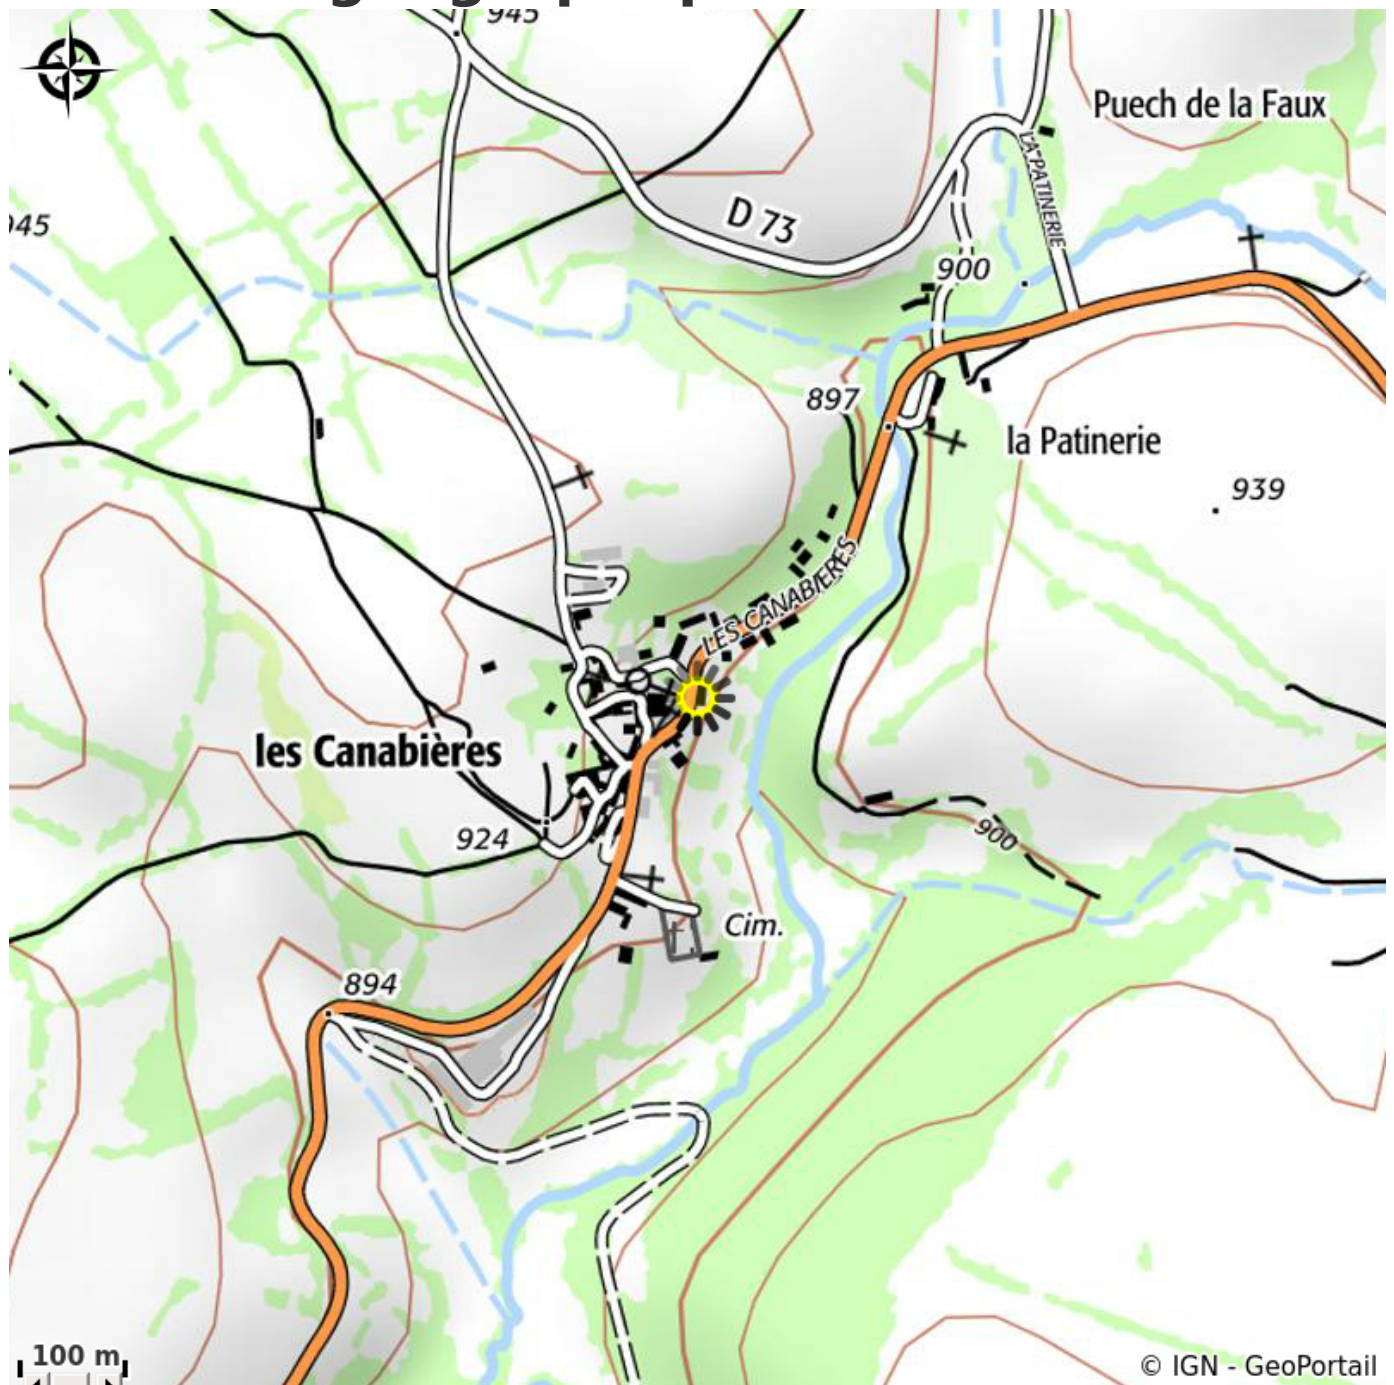 945
Puech de la Faux
LA PATINERIE
D 73
900
897
la Patinerie
939
LES CANABIERES
les Canabières
924
900
Cim.
894
100 m
© IGN - GeoPortail